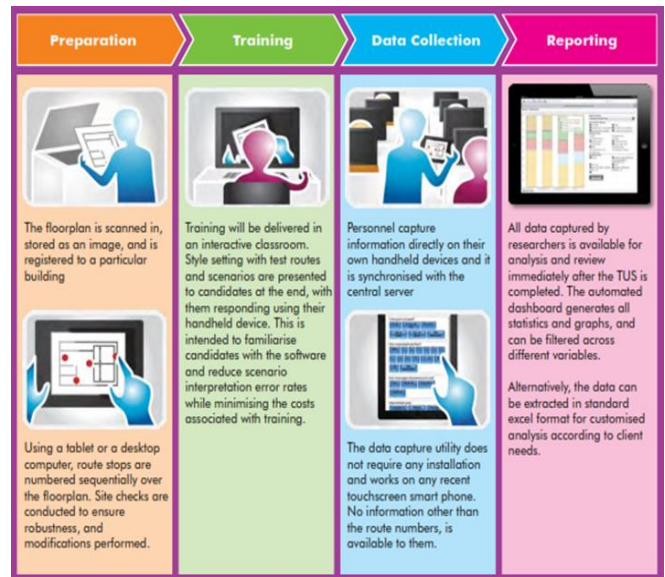 Preparation
Training
Data Collection
Reporting
The floorplan is scanned in,
stored as an image, and is
registered to a particular
building
Using a tablet or a desktop
computer, route stops are
numbered sequentially over
the floorplan. Site checks are
conducted to ensure
robustness, and
modifications performed.
Training will be delivered in
an interactive classroom.
Style setting with test routes
and scenarios are presented
to candidates at the end, with
them responding using their
handheld device. This is
intended to familiarise
candidates with the software
and reduce scenario
interpretation error rates
while minimising the costs
associated with training.
Personnel capture
information directly on their
own handheld devices and it
is synchronised with the
central server
The data capture utility does
not require any installation
and works on any recent
touchscreen smart phone.
No information other than
the route numbers, is
available to them.
All data captured by
researchers is available for
analysis and review
immediately after the TUS is
completed. The automated
dashboard generates all
statistics and graphs, and
can be filtered across
different variables.
Alternatively, the data can
be extracted in standard
excel format for customised
analysis according to client
needs.